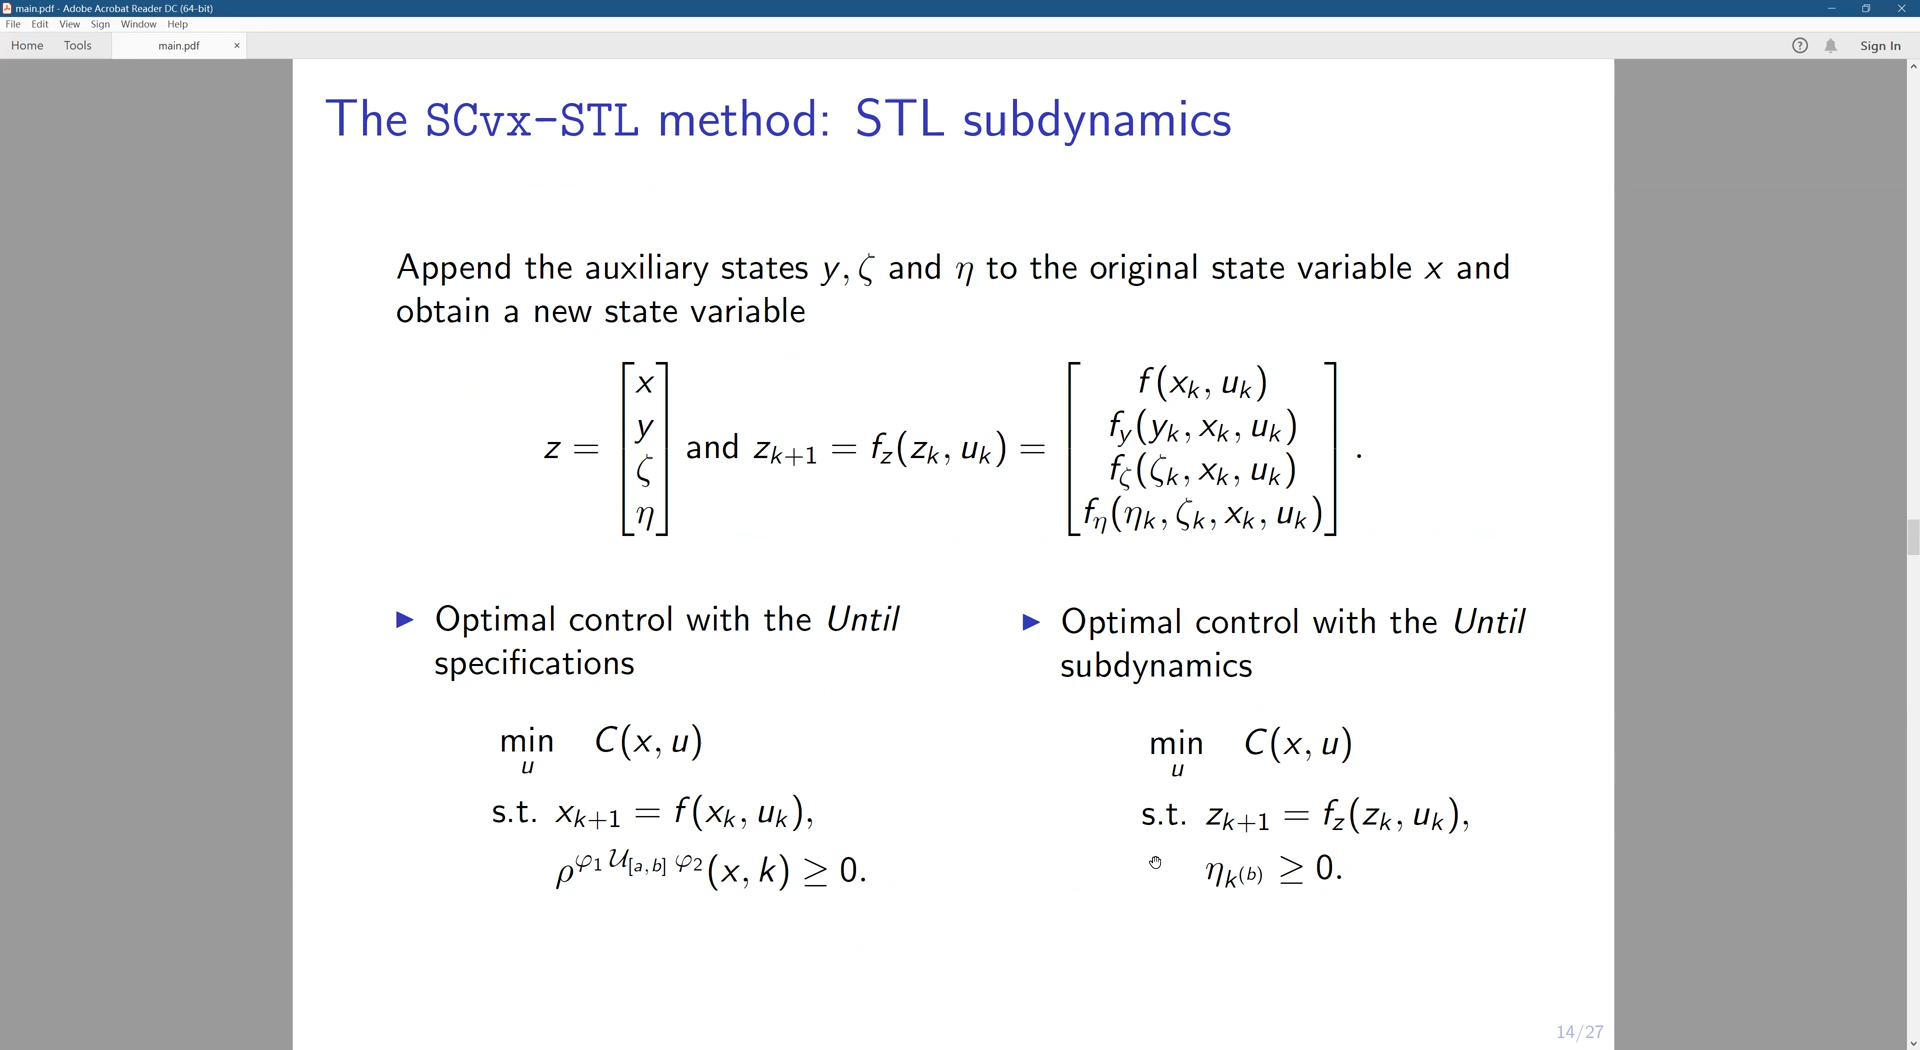 main.pdf - Adobe Acrobat Reader DC (64-bit)
File Edit View Sign Window Help
Home Tools main.pdf × ? Sign In
The SCvx-STL method: STL subdynamics
Append the auxiliary states y, ζ and η to the original state variable x and
obtain a new state variable
z = [x y ζ η] and z_{k+1} = f_z(z_k, u_k) = [f(x_k, u_k) f_y(y_k, x_k, u_k) f_ζ(ζ_k, x_k, u_k) f_η(η_k, ζ_k, x_k, u_k)] .
▶ Optimal control with the Until
specifications
min_u C(x, u)
s.t. x_{k+1} = f(x_k, u_k),
ρ^{φ₁ 𝒰_{[a,b]} φ₂}(x, k) ≥ 0.
▶ Optimal control with the Until
subdynamics
min_u C(x, u)
s.t. z_{k+1} = f_z(z_k, u_k),
η_{k^{(b)}} ≥ 0.
14/27